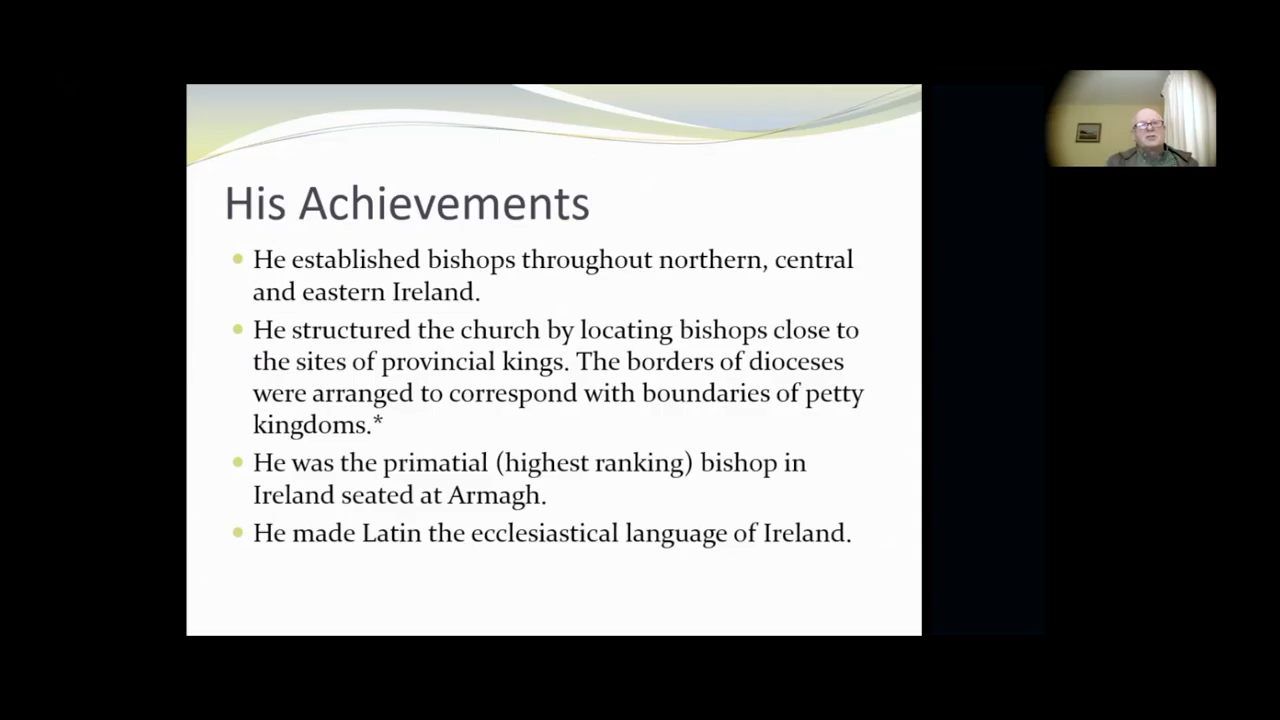 His Achievements
He established bishops throughout northern, central
and eastern Ireland.
He structured the church by locating bishops close to
the sites of provincial kings. The borders of dioceses
were arranged to correspond with boundaries of petty
kingdoms.*
He was the primatial (highest ranking) bishop in
Ireland seated at Armagh.
He made Latin the ecclesiastical language of Ireland.